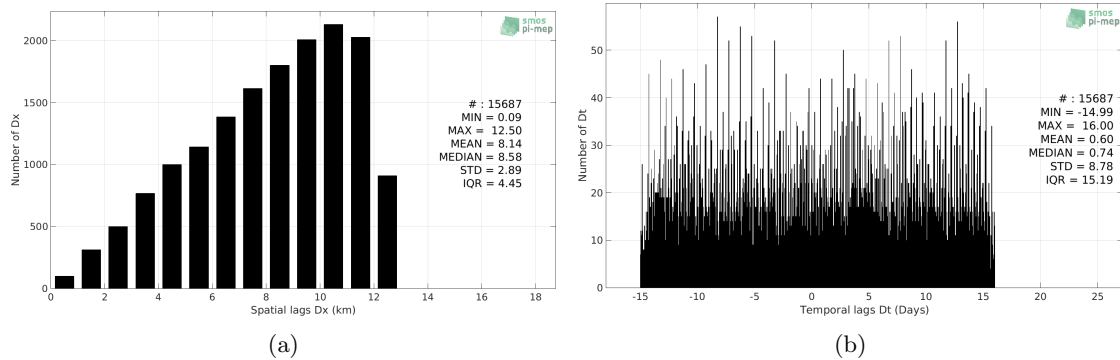 smos
pi-mep
2000
1500
1000
500
0
Number of Dx
# : 15687
MIN = 0.09
MAX = 12.50
MEAN = 8.14
MEDIAN = 8.58
STD = 2.89
IQR = 4.45
0 2 4 6 8 10 12 14 16 18
Spatial lags Dx (km)
(a)
smos
pi-mep
50
40
30
20
10
0
Number of Dt
# : 15687
MIN = -14.99
MAX = 16.00
MEAN = 0.60
MEDIAN = 0.74
STD = 8.78
IQR = 15.19
-15 -10 -5 0 5 10 15 20 25
Temporal lags Dt (Days)
(b)